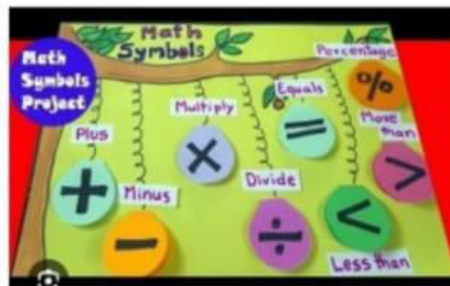 Math
Symbols
Math
Symbols
Project
Percentage
%
Equals
=
Multiply
×
More
than
>
Plus
+
Minus
−
Divide
÷
<
Less than